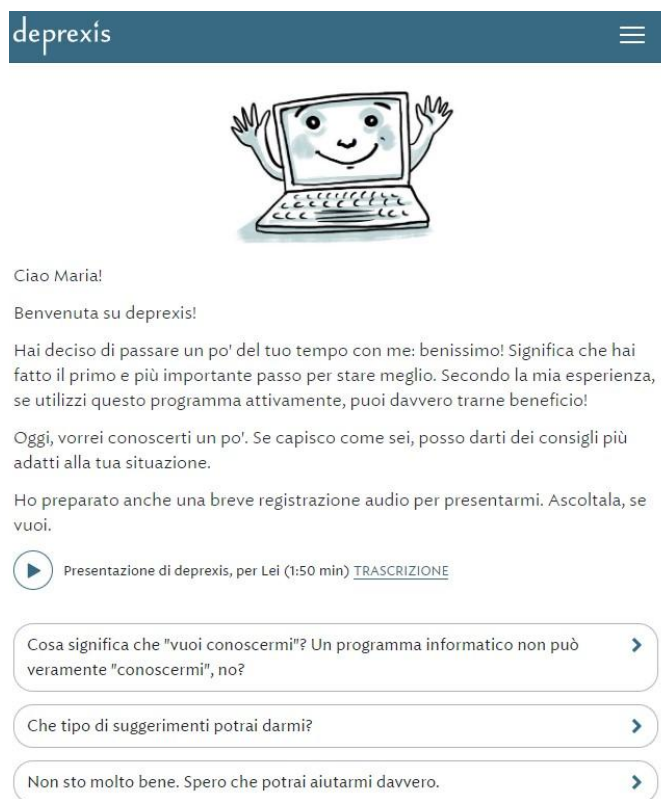 deprexis
Ciao Maria!
Benvenuta su deprexis!
Hai deciso di passare un po' del tuo tempo con me: benissimo! Significa che hai
fatto il primo e più importante passo per stare meglio. Secondo la mia esperienza,
se utilizzi questo programma attivamente, puoi davvero trarne beneficio!
Oggi, vorrei conoscerti un po'. Se capisco come sei, posso darti dei consigli più
adatti alla tua situazione.
Ho preparato anche una breve registrazione audio per presentarmi. Ascoltala, se
vuoi.
Presentazione di deprexis, per Lei (1:50 min) TRASCRIZIONE
Cosa significa che "vuoi conoscermi"? Un programma informatico non può
veramente "conoscermi", no?
Che tipo di suggerimenti potrai darmi?
Non sto molto bene. Spero che potrai aiutarmi davvero.